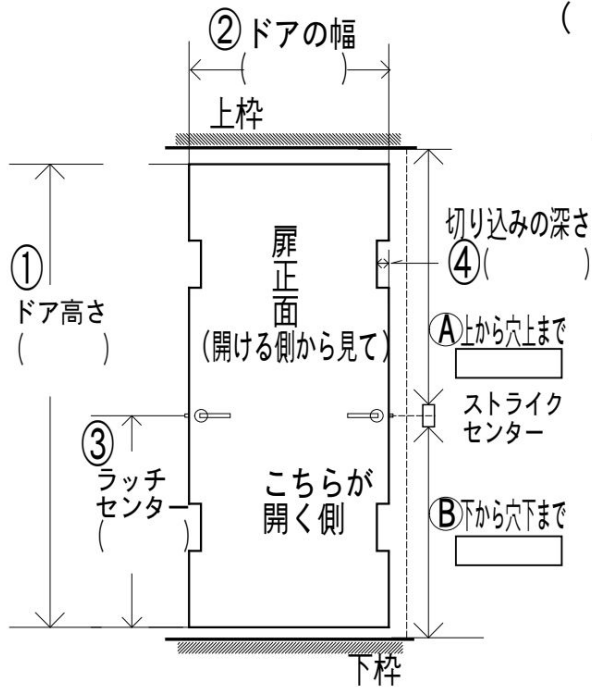 (
②ドアの幅
(　　　)
上枠
切り込みの深さ
④(　　　)
①
ドア高さ
(　　　)
扉正面
(開ける側から見て)
Ⓐ上から穴上まで
ストライク
センター
③
ラッチ
センター
(　　　)
こちらが
開く側
Ⓑ下から穴下まで
下枠